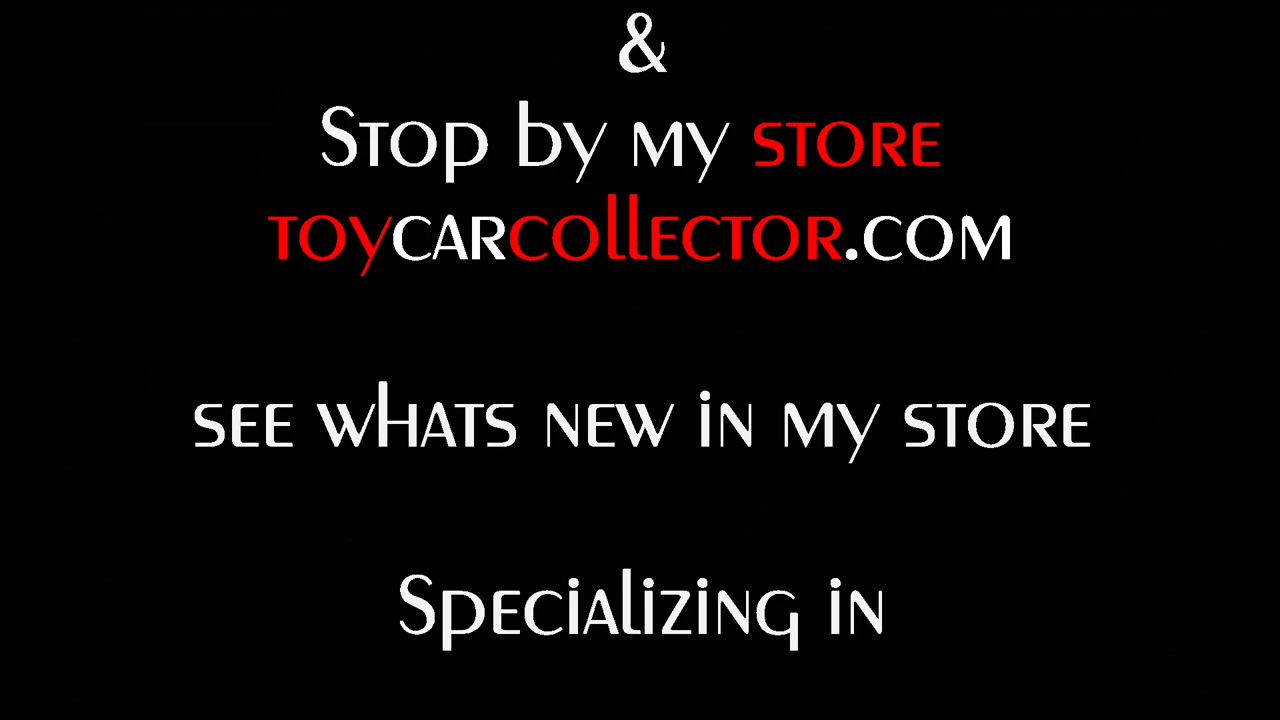 &
Stop by my store
toycarcollector.com
see whats new in my store
Specializing in